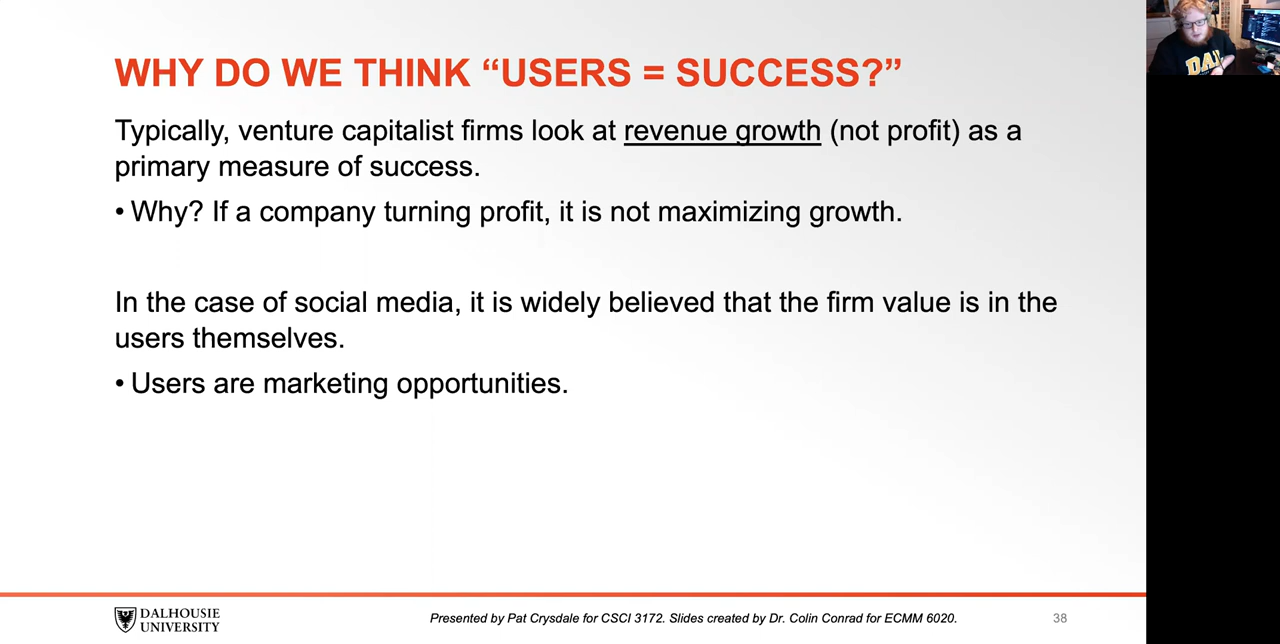 WHY DO WE THINK “USERS = SUCCESS?”
Typically, venture capitalist firms look at revenue growth (not profit) as a
primary measure of success.
• Why? If a company turning profit, it is not maximizing growth.
In the case of social media, it is widely believed that the firm value is in the
users themselves.
• Users are marketing opportunities.
DALHOUSIE
UNIVERSITY
Presented by Pat Crysdale for CSCI 3172. Slides created by Dr. Colin Conrad for ECMM 6020.
38